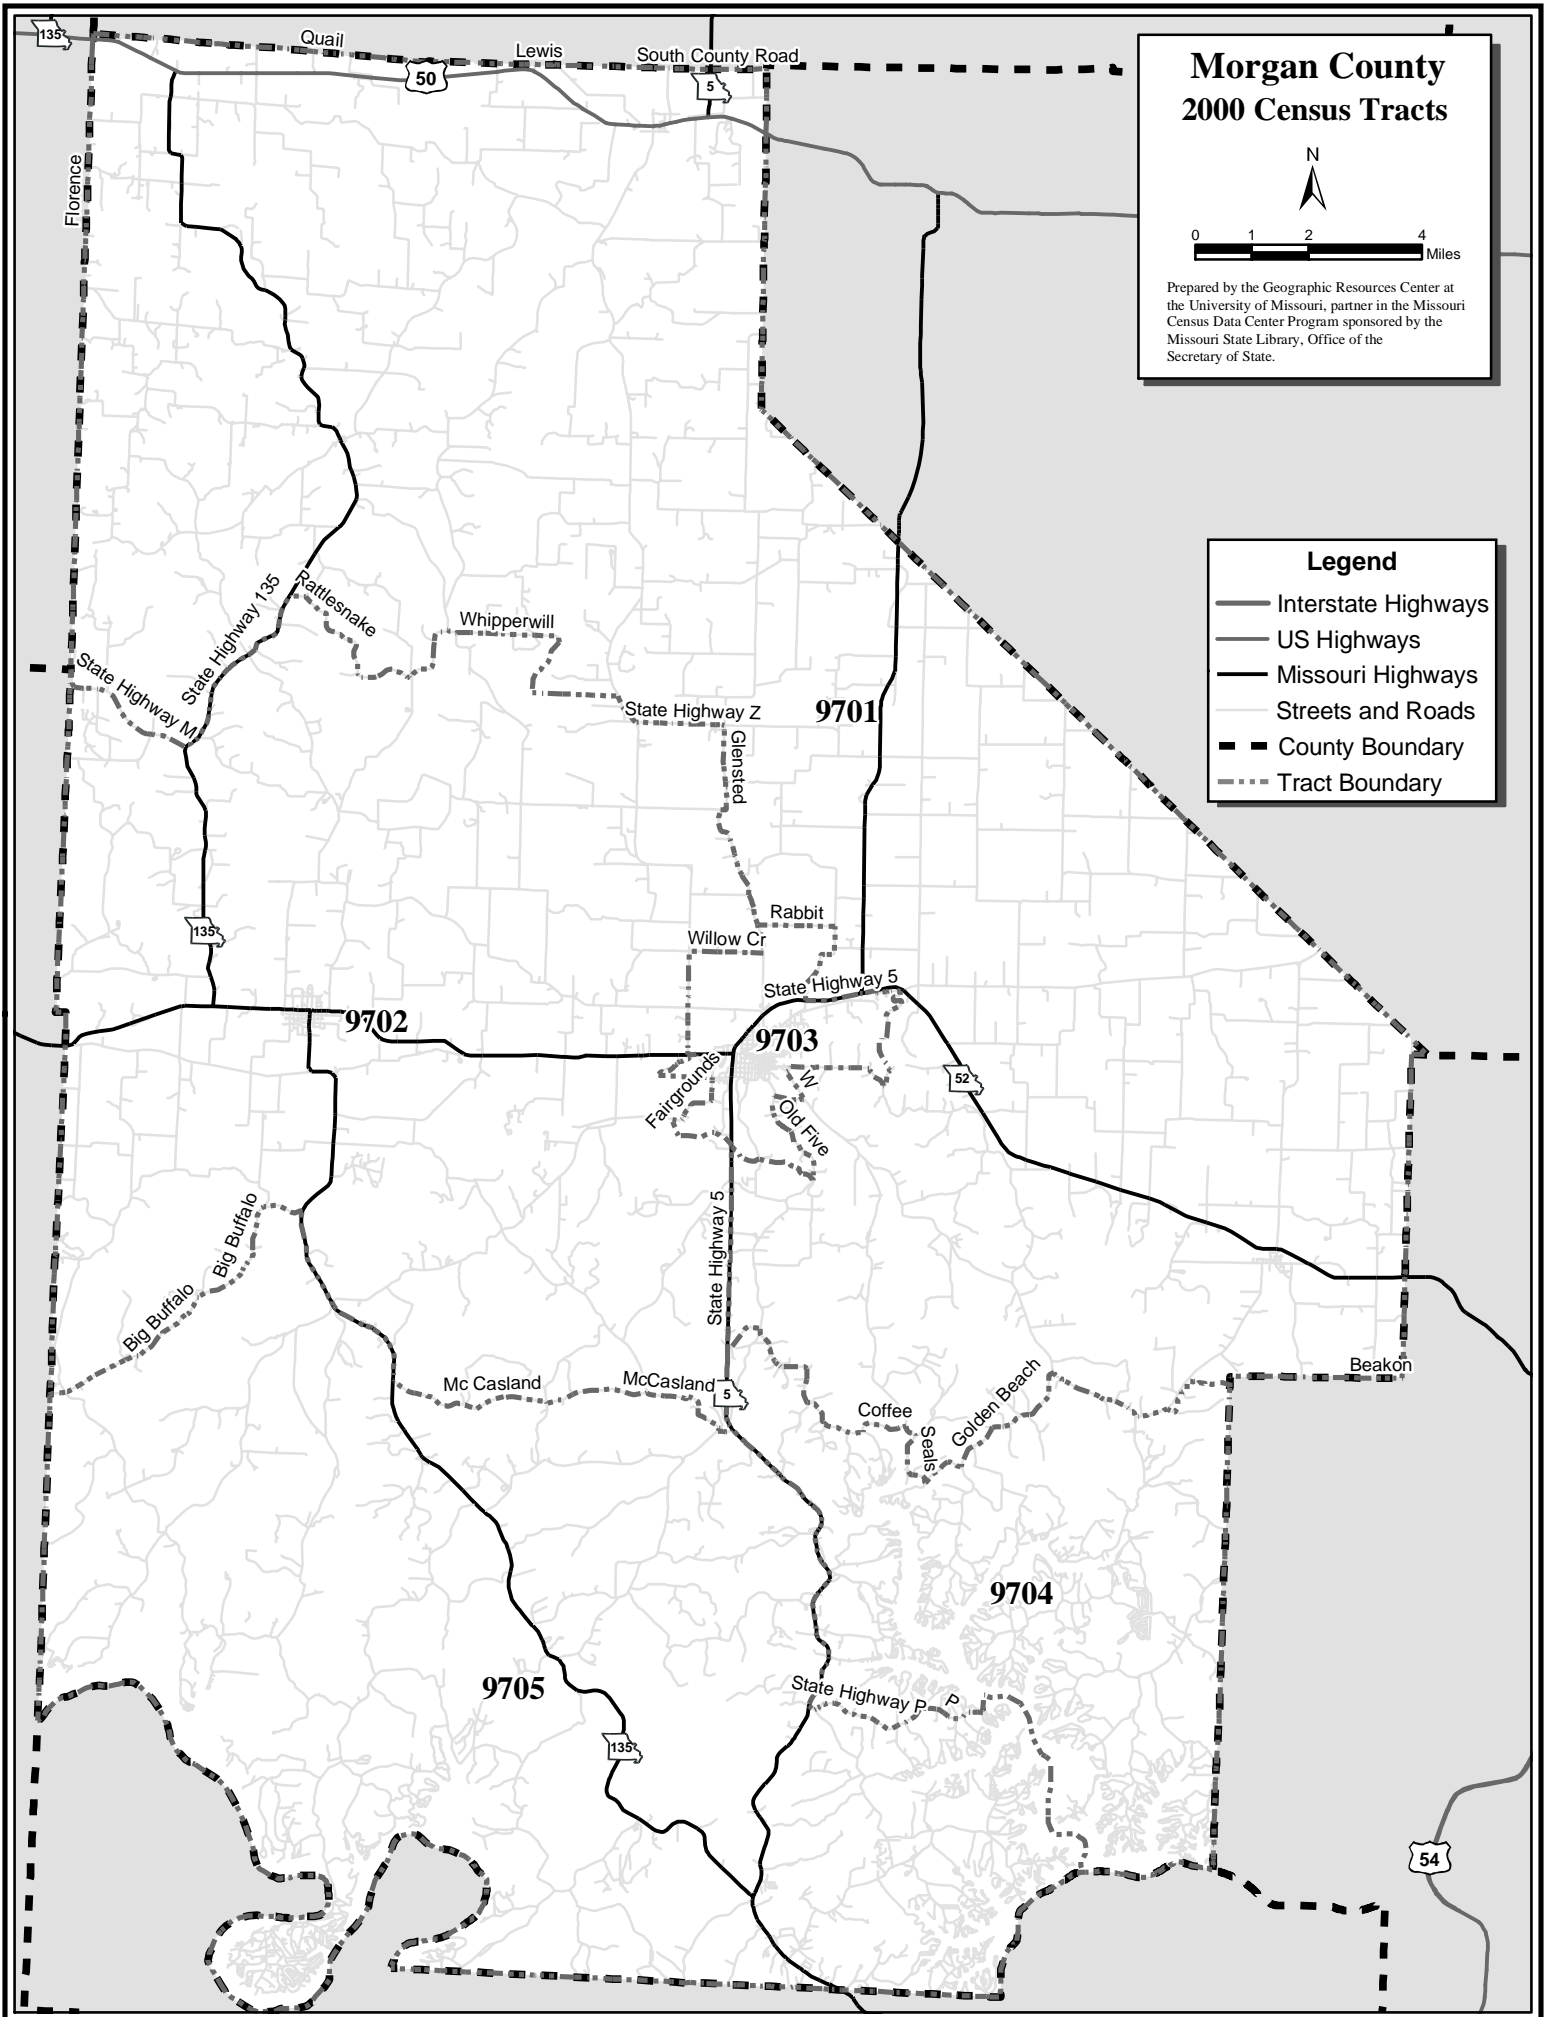 Morgan County
2000 Census Tracts
N
0 1 2 4
Miles
Prepared by the Geographic Resources Center at
the University of Missouri, partner in the Missouri
Census Data Center Program sponsored by the
Missouri State Library, Office of the
Secretary of State.
Legend
Interstate Highways
US Highways
Missouri Highways
Streets and Roads
County Boundary
Tract Boundary
135
Quail
50
Lewis
South County Road
5
Florence
State Highway 135
Rattlesnake
Whipperwill
State Highway M
State Highway Z
9701
Glensted
Rabbit
Willow Cr
135
State Highway 5
9702
9703
Fairgrounds
W
52
Old Five
State Highway 5
Big Buffalo
Big Buffalo
Beakon
Mc Casland
McCasland
5
Coffee
Golden Beach
Seals
9704
9705
State Highway P
P
135
54